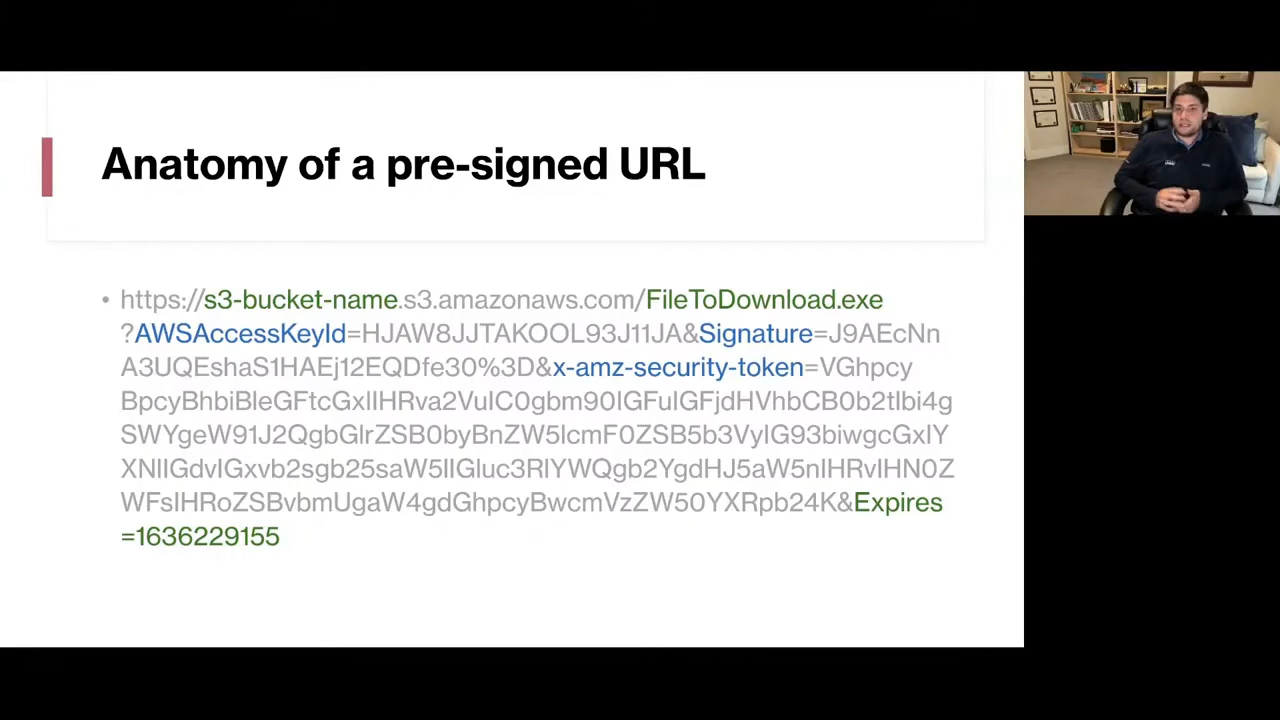 Anatomy of a pre-signed URL
• https://s3-bucket-name.s3.amazonaws.com/FileToDownload.exe
?AWSAccessKeyId=HJAW8JJTAKOOL93J11JA&Signature=J9AEcNn
A3UQEshaS1HAEj12EQDfe30%3D&x-amz-security-token=VGhpcy
BpcyBhbiBleGFtcGxlIHRva2VuIC0gbm90IGFuIGFjdHVhbCB0b2tlbi4g
SWYgeW91J2QgbGlrZSB0byBnZW5lcmF0ZSB5b3VyIG93biwgcGxlY
XNlIGdvIGxvb2sgb25saW5lIGluc3RlYWQgb2YgdHJ5aW5nIHRvIHN0Z
WFsIHRoZSBvbmUgaW4gdGhpcyBwcmVzZW50YXRpb24K&Expires
=1636229155